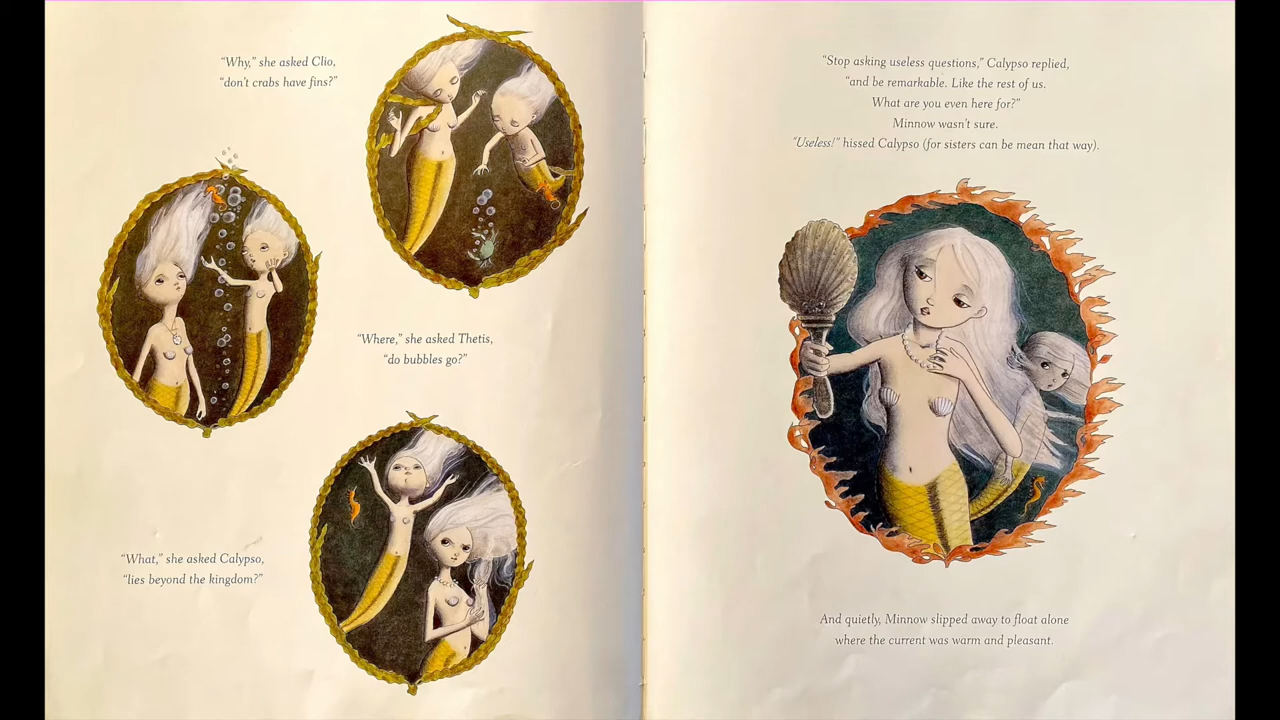 “Why,” she asked Clio,
“don’t crabs have fins?”
“Where,” she asked Thetis,
“do bubbles go?”
“What,” she asked Calypso,
“lies beyond the kingdom?”
“Stop asking useless questions,” Calypso replied,
“and be remarkable. Like the rest of us.
What are you even here for?”
Minnow wasn’t sure.
“Useless!” hissed Calypso (for sisters can be mean that way).
And quietly, Minnow slipped away to float alone
where the current was warm and pleasant.